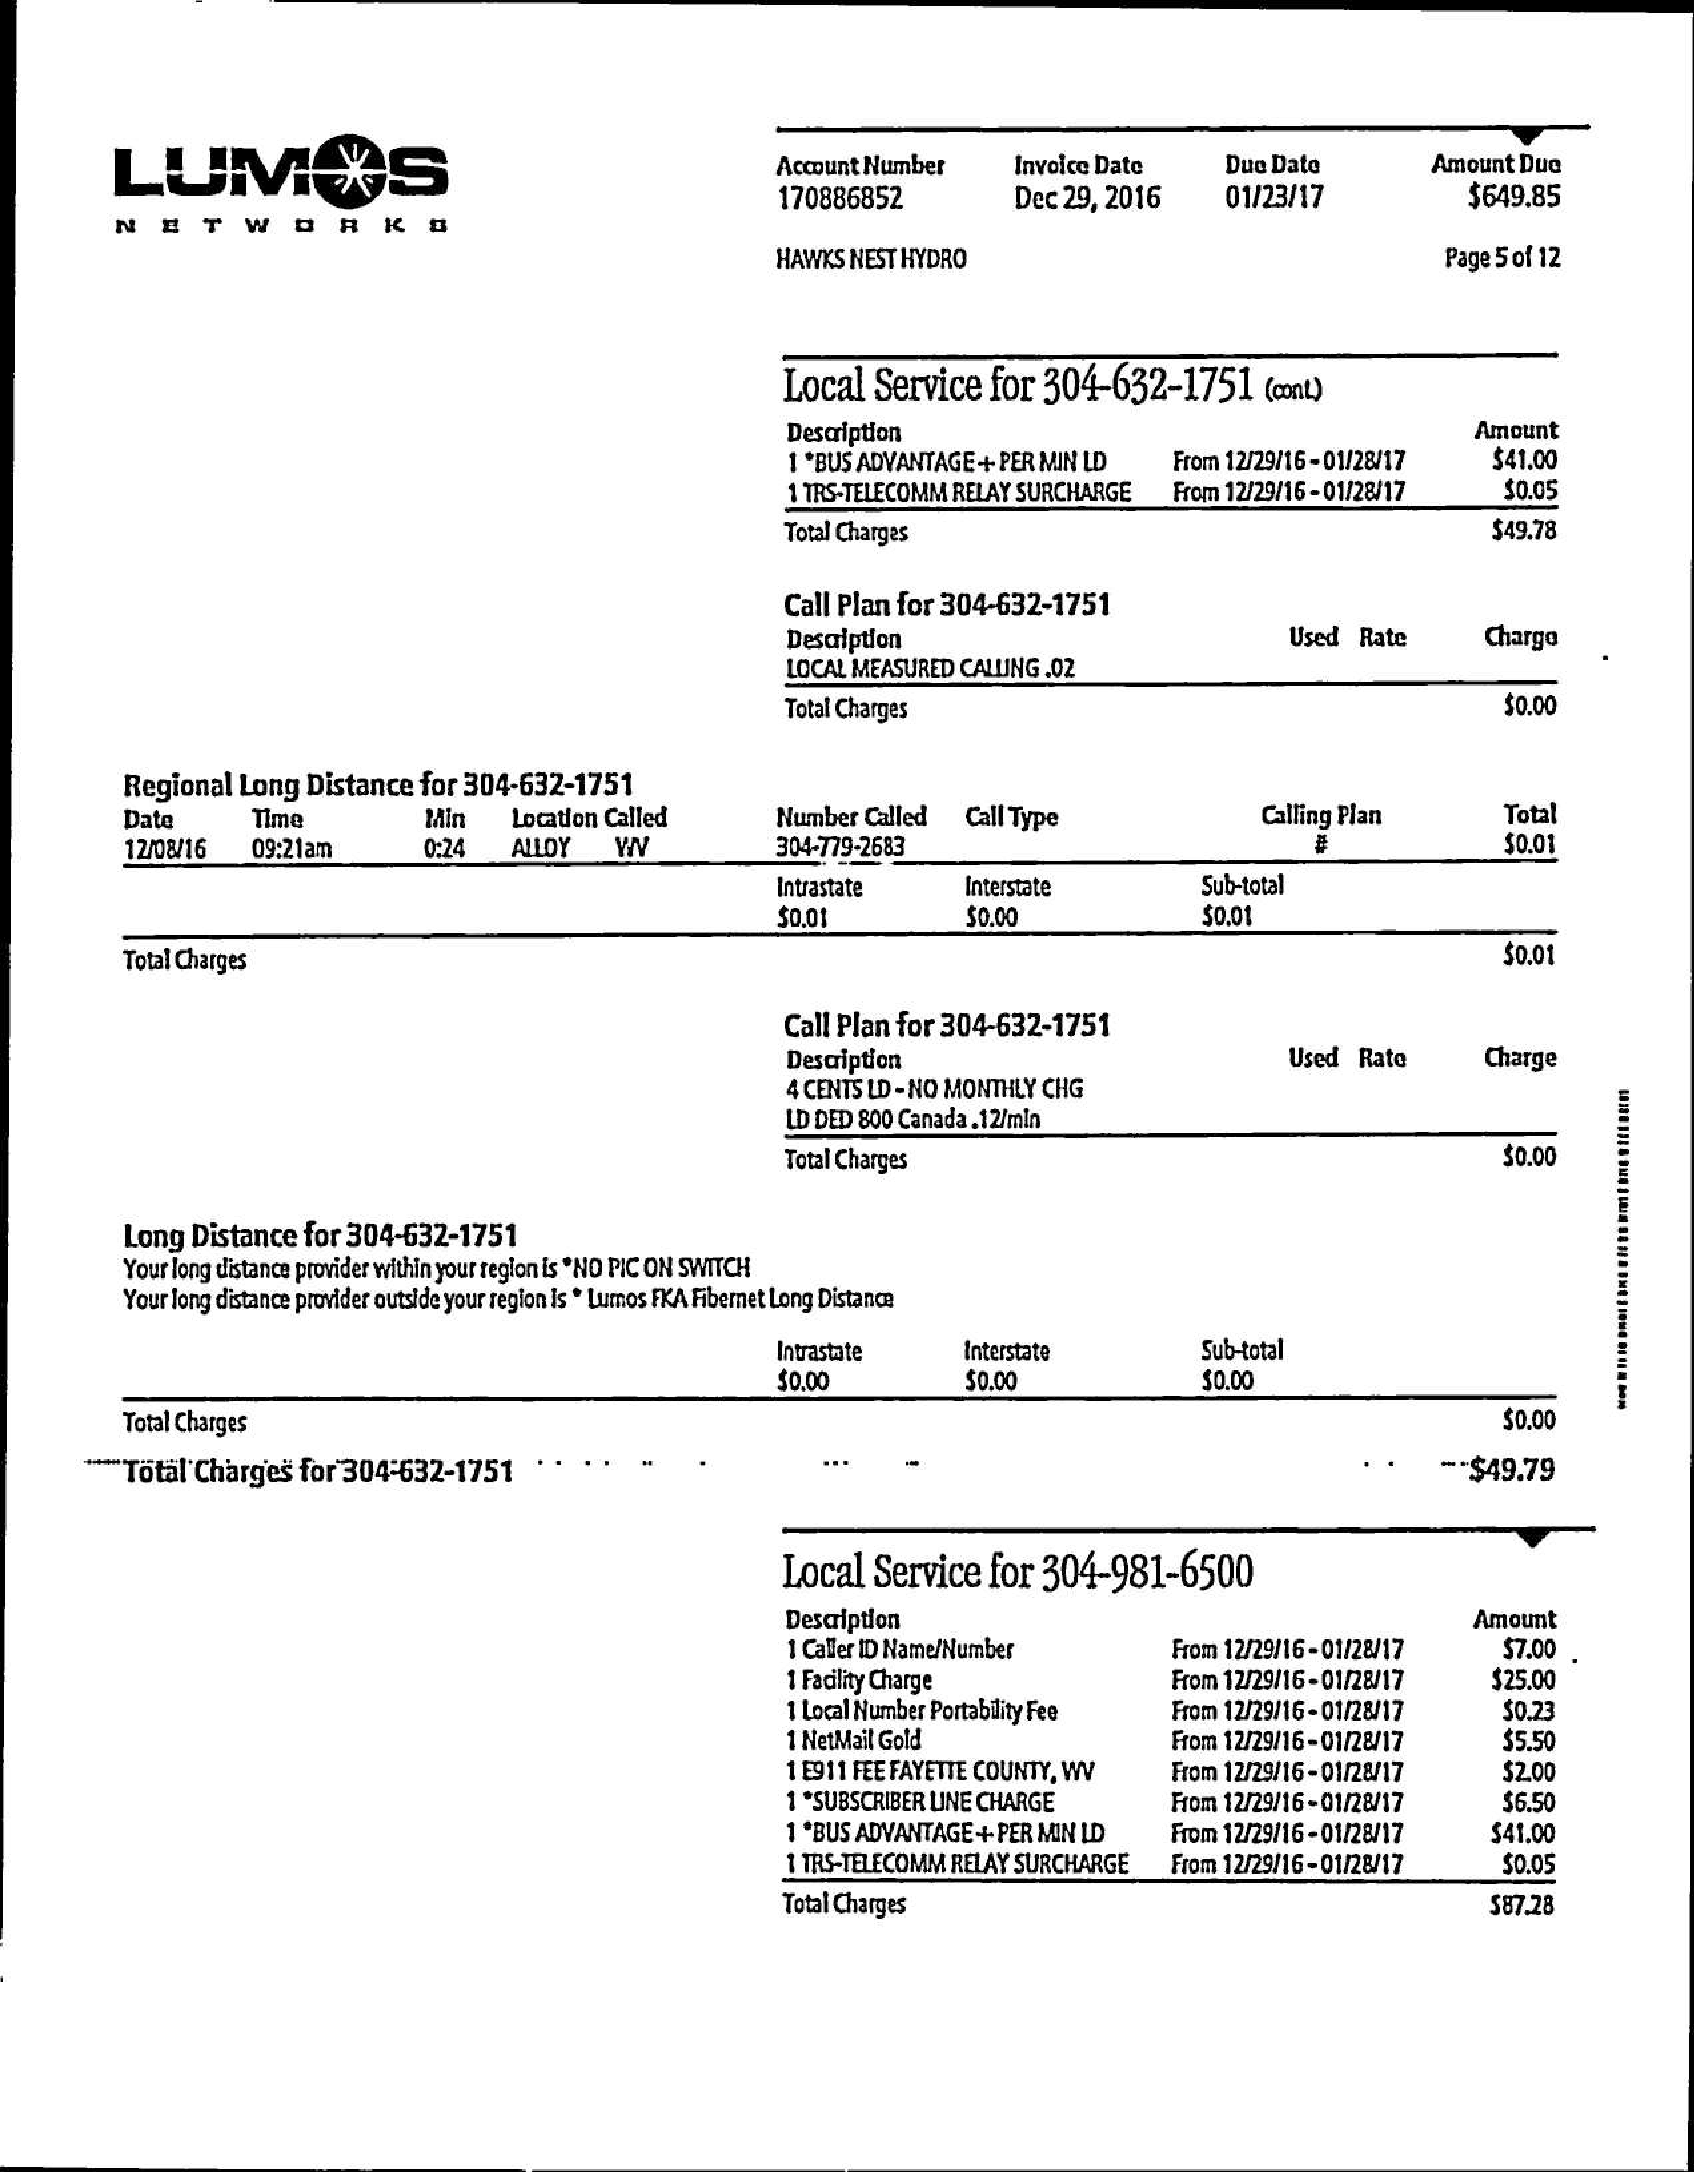 LUMOS
NETWORKS
Account Number Invoice Date Due Date Amount Due
170886852 Dec 29, 2016 01/23/17 $649.85
HAWKS NEST HYDRO Page 5 of 12
Local Service for 304-632-1751 (cont.)
Description Amount
1 *BUS ADVANTAGE+ PER MIN LD From 12/29/16 - 01/28/17 $41.00
1 TRS-TELECOMM RELAY SURCHARGE From 12/29/16 - 01/28/17 $0.05
Total Charges $49.78
Call Plan for 304-632-1751
Description Used Rate Charge
LOCAL MEASURED CALLING .02
Total Charges $0.00
Regional Long Distance for 304-632-1751
Date Time Min Location Called Number Called Call Type Calling Plan Total
12/08/16 09:21am 0:24 ALLOY WV 304-779-2683 # $0.01
Intrastate Interstate Sub-total
$0.01 $0.00 $0.01
Total Charges $0.01
Call Plan for 304-632-1751
Description Used Rate Charge
4 CENTS LD - NO MONTHLY CHG
LD DED 800 Canada .12/min
Total Charges $0.00
Long Distance for 304-632-1751
Your long distance provider within your region is *NO PIC ON SWITCH
Your long distance provider outside your region is * Lumos FKA Fibernet Long Distance
Intrastate Interstate Sub-total
$0.00 $0.00 $0.00
Total Charges $0.00
Total Charges for 304-632-1751 $49.79
Local Service for 304-981-6500
Description Amount
1 Caller ID Name/Number From 12/29/16 - 01/28/17 $7.00
1 Facility Charge From 12/29/16 - 01/28/17 $25.00
1 Local Number Portability Fee From 12/29/16 - 01/28/17 $0.23
1 NetMail Gold From 12/29/16 - 01/28/17 $5.50
1 E911 FEE FAYETTE COUNTY, WV From 12/29/16 - 01/28/17 $2.00
1 *SUBSCRIBER LINE CHARGE From 12/29/16 - 01/28/17 $6.50
1 *BUS ADVANTAGE+ PER MIN LD From 12/29/16 - 01/28/17 $41.00
1 TRS-TELECOMM RELAY SURCHARGE From 12/29/16 - 01/28/17 $0.05
Total Charges $87.28